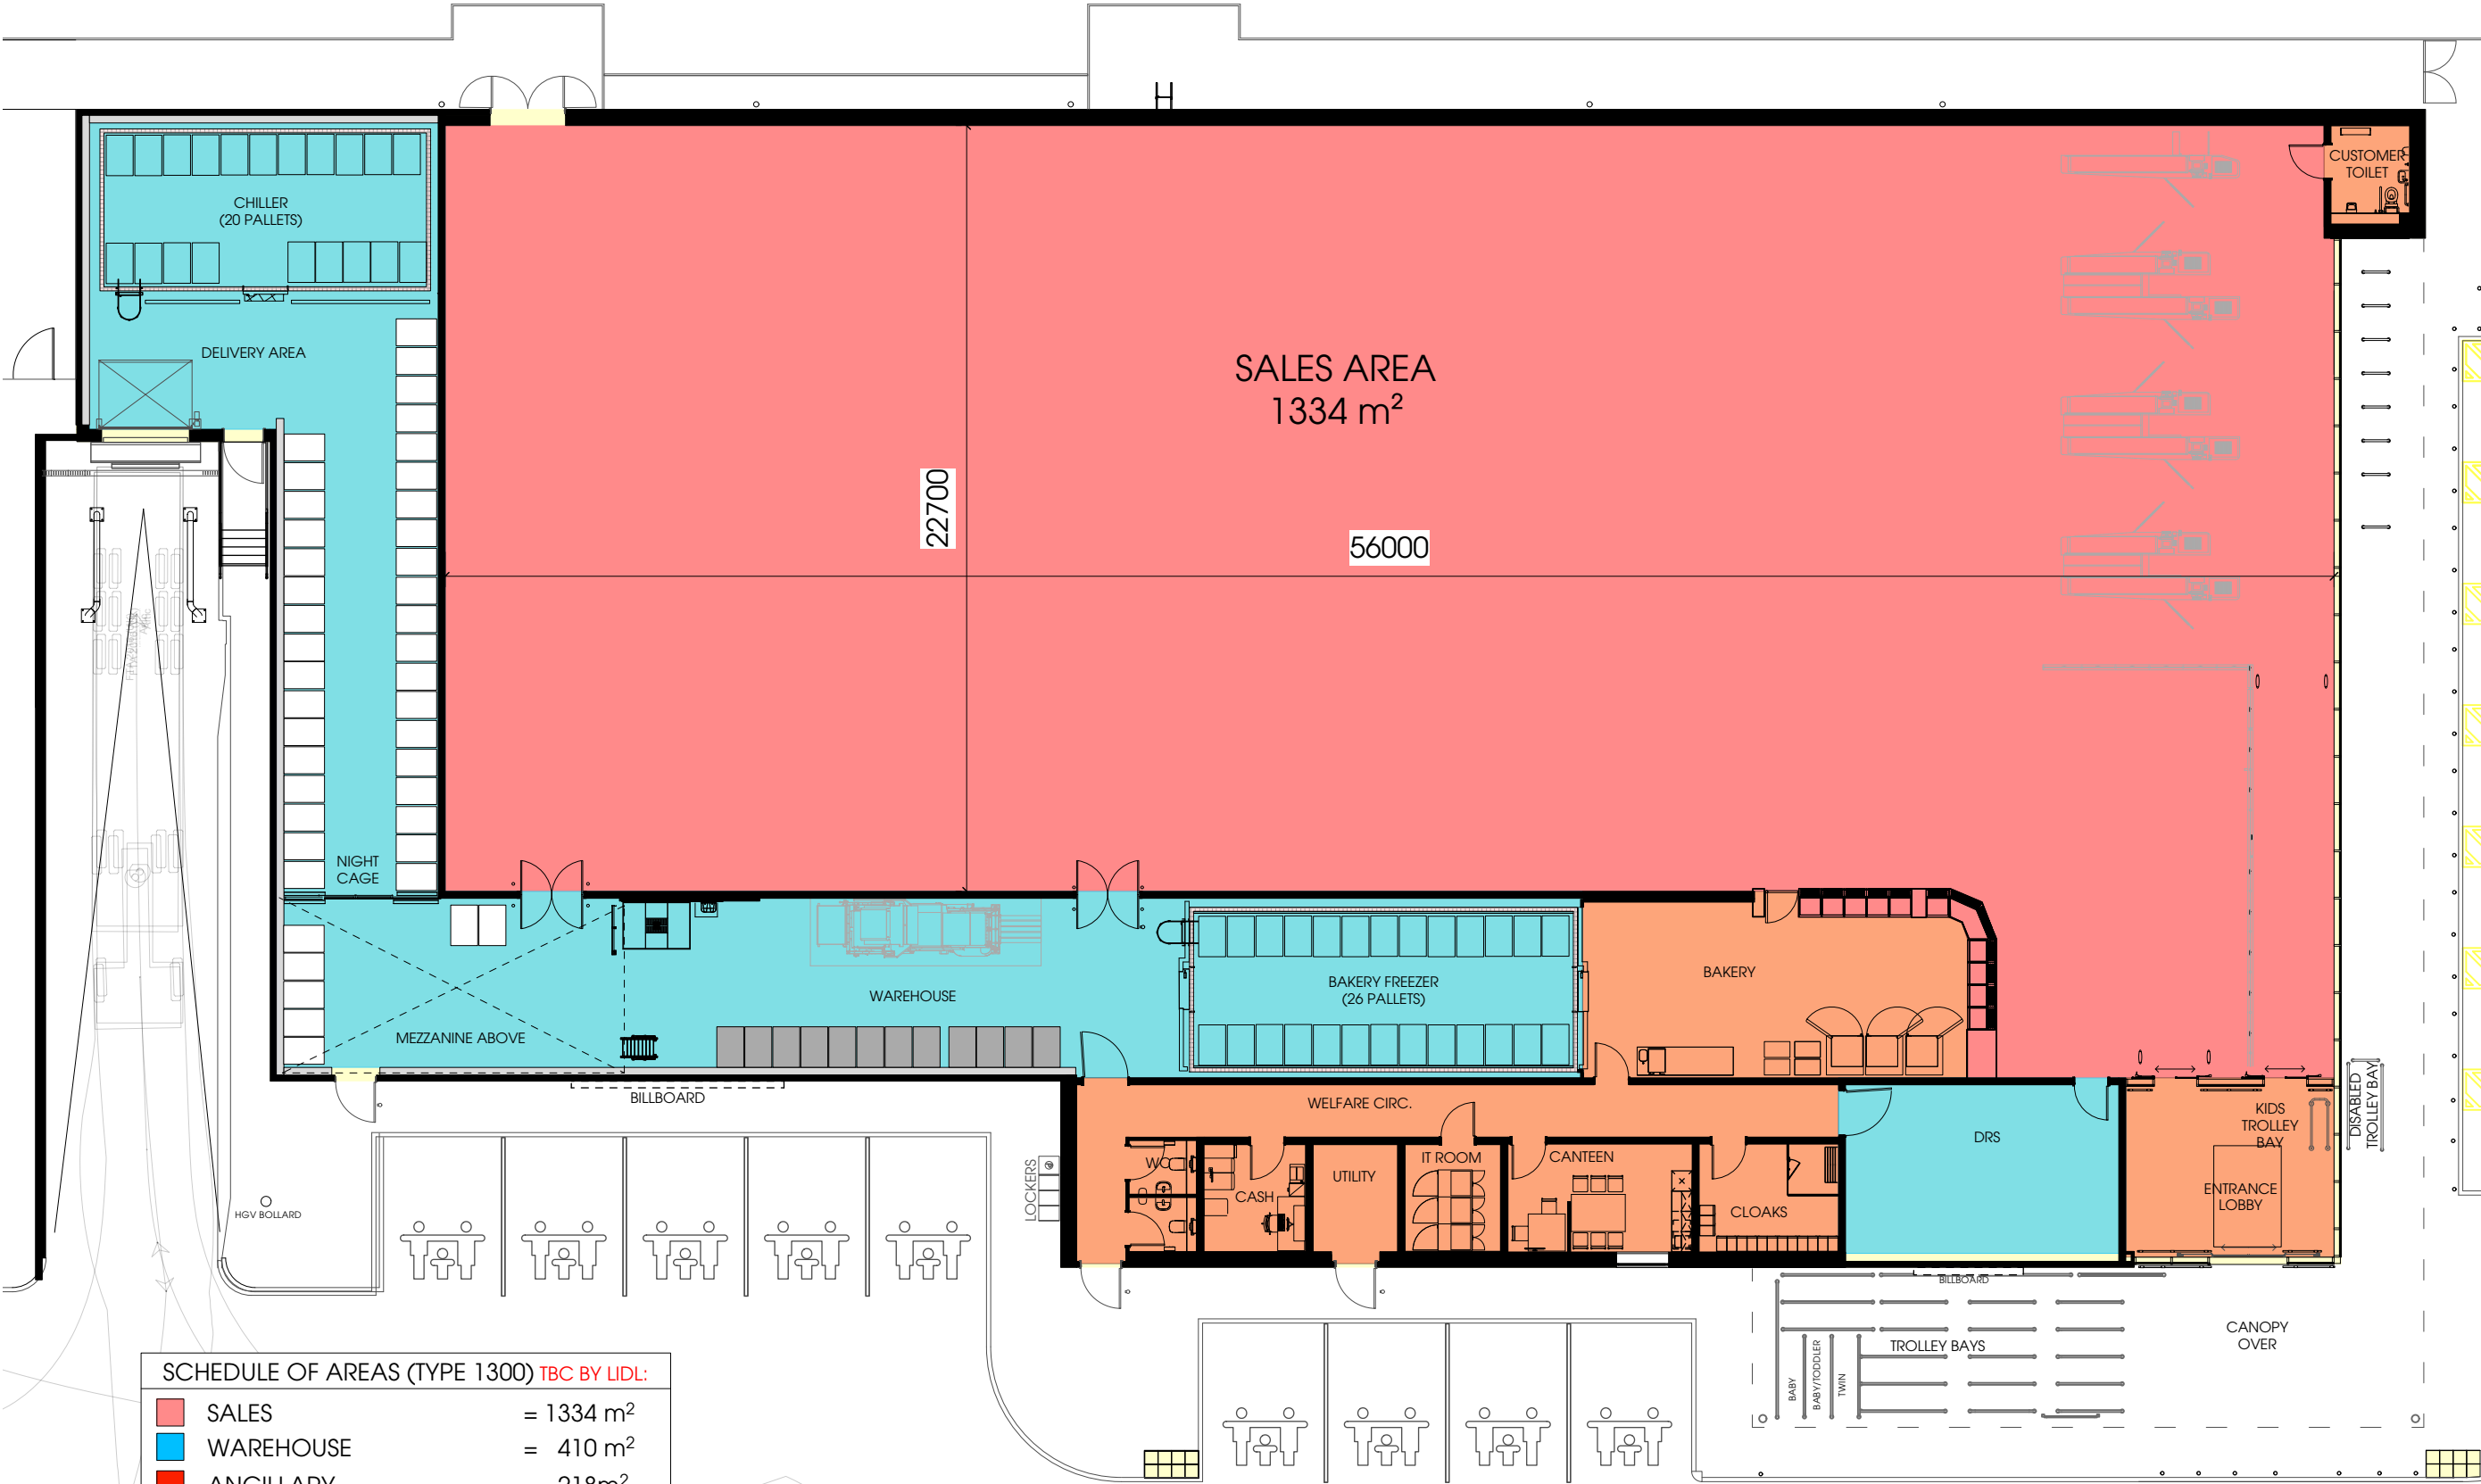 CUSTOMER
TOILET
CHILLER
(20 PALLETS)
DELIVERY AREA
SALES AREA
1334 m²
22700
56000
NIGHT
CAGE
BAKERY
BAKERY FREEZER
(26 PALLETS)
WAREHOUSE
MEZZANINE ABOVE
BILLBOARD
WELFARE CIRC.
KIDS
TROLLEY
BAY
DISABLED
TROLLEY BAY
DRS
WC
CASH
UTILITY
IT ROOM
CANTEEN
CLOAKS
ENTRANCE
LOBBY
LOCKERS
HGV BOLLARD
BILLBOARD
TROLLEY BAYS
CANOPY
OVER
BABY
BABY/TODDLER
TWIN
SCHEDULE OF AREAS (TYPE 1300) TBC BY LIDL:
SALES = 1334 m²
WAREHOUSE = 410 m²
ANCILLARY 218m²